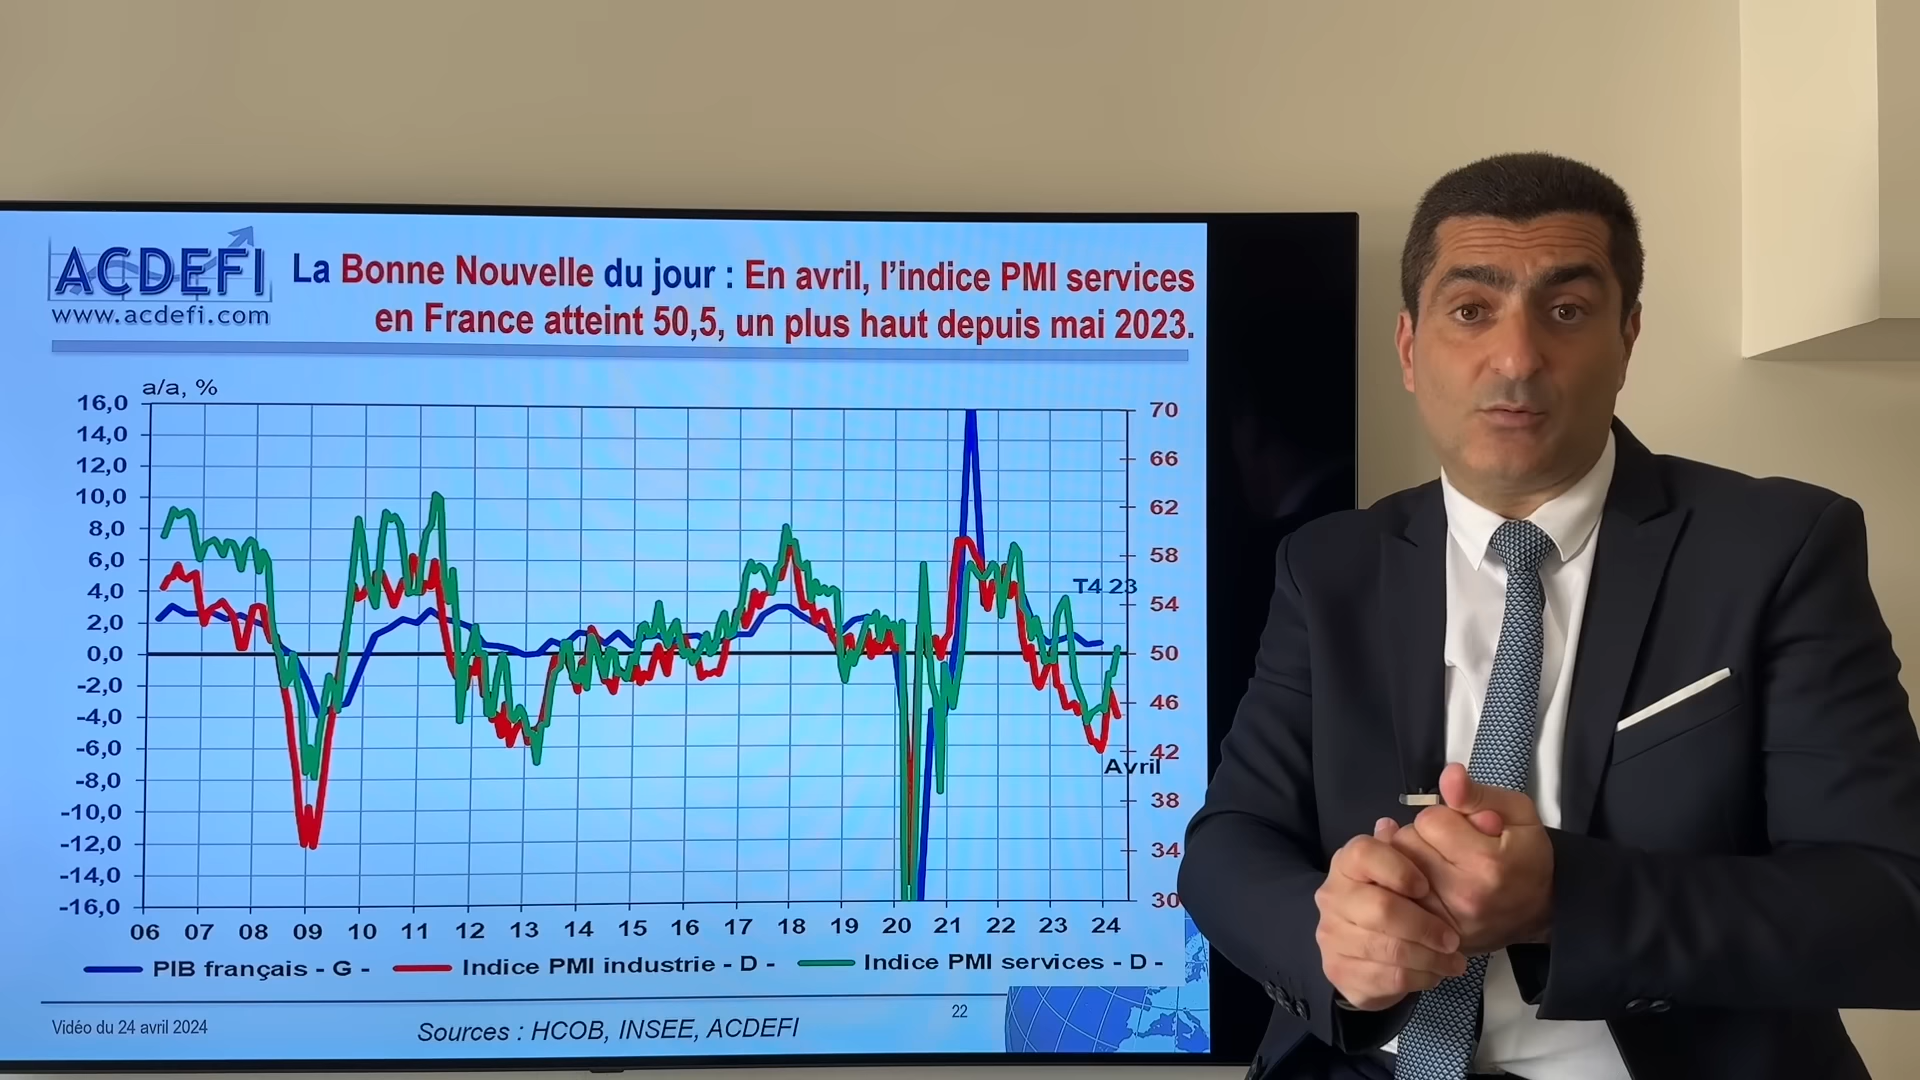 ACDEFI
www.acdefi.com
La Bonne Nouvelle du jour : En avril, l'indice PMI services
en France atteint 50,5, un plus haut depuis mai 2023.
a/a, %
16,0
14,0
12,0
10,0
8,0
6,0
4,0
2,0
0,0
-2,0
-4,0
-6,0
-8,0
-10,0
-12,0
-14,0
-16,0
70
66
62
58
54
50
46
42
38
34
30
T4 23
Avril
06 07 08 09 10 11 12 13 14 15 16 17 18 19 20 21 22 23 24
PIB français - G - Indice PMI industrie - D - Indice PMI services - D -
Vidéo du 24 avril 2024
Sources : HCOB, INSEE, ACDEFI
22